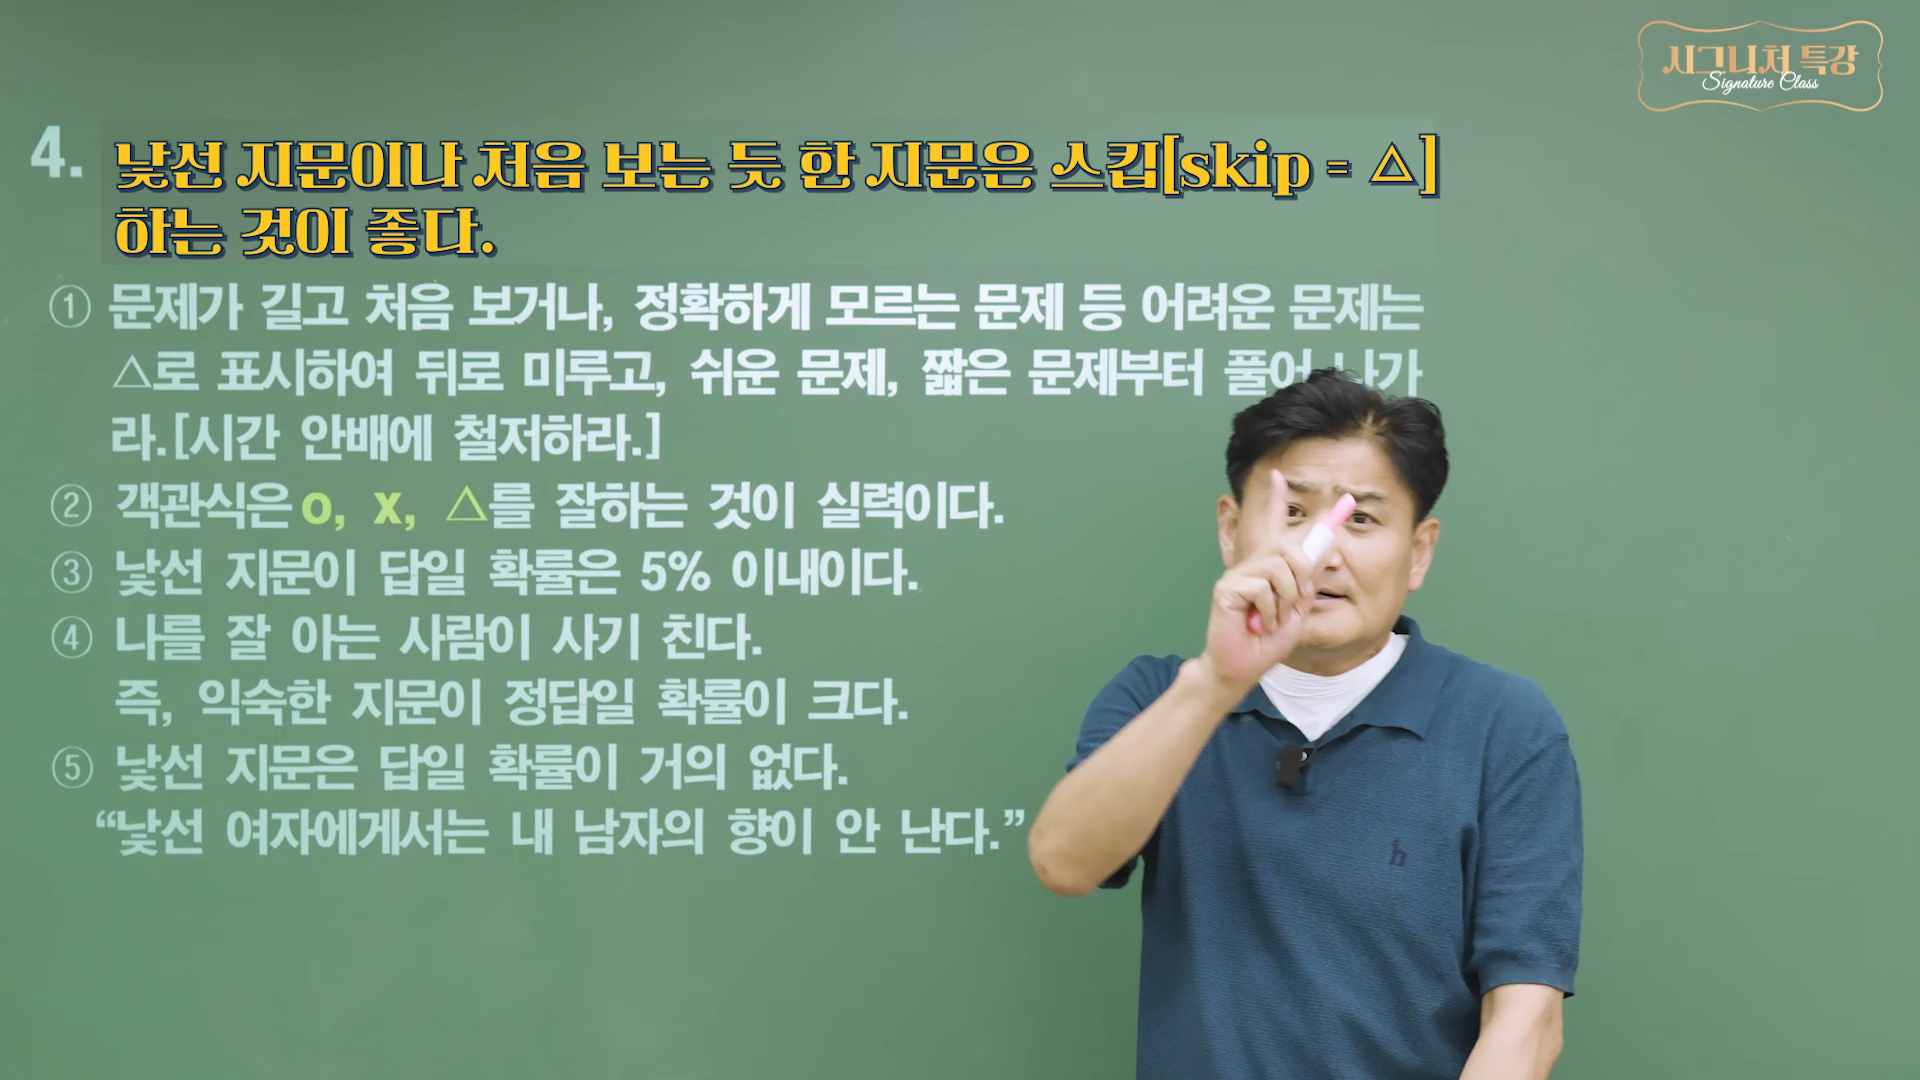 시그니처 특강
Signature Class
4. 낯선 지문이나 처음 보는 듯 한 지문은 스킵[skip = △]
하는 것이 좋다.
① 문제가 길고 처음 보거나, 정확하게 모르는 문제 등 어려운 문제는
△로 표시하여 뒤로 미루고, 쉬운 문제, 짧은 문제부터 풀어 나가
라.[시간 안배에 철저하라.]
② 객관식은 o, x, △를 잘하는 것이 실력이다.
③ 낯선 지문이 답일 확률은 5% 이내이다.
④ 나를 잘 아는 사람이 사기 친다.
즉, 익숙한 지문이 정답일 확률이 크다.
⑤ 낯선 지문은 답일 확률이 거의 없다.
“낯선 여자에게서는 내 남자의 향이 안 난다.”
h